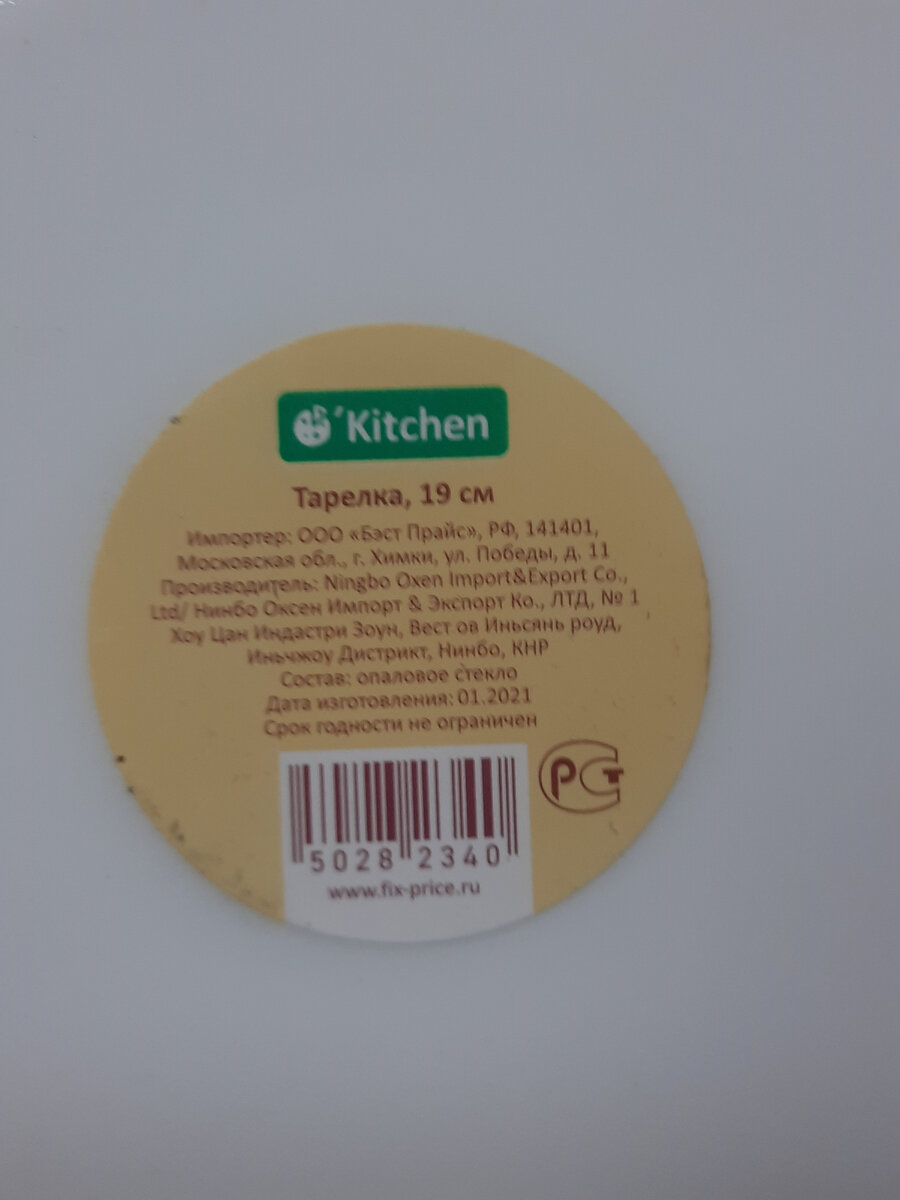 'Kitchen
Тарелка, 19 см
Импортер: ООО «Бэст Прайс», РФ, 141401,
Московская обл., г. Химки, ул. Победы, д. 11
Производитель: Ningbo Oxen Import&Export Co.,
Ltd/ Нинбо Оксен Импорт & Экспорт Ко., ЛТД, № 1
Хоу Цан Индастри Зоун, Вест ов Иньсянь роуд,
Иньчжоу Дистрикт, Нинбо, КНР
Состав: опаловое стекло
Дата изготовления: 01.2021
Срок годности не ограничен
РСТ
5028 2340
www.fix-price.ru